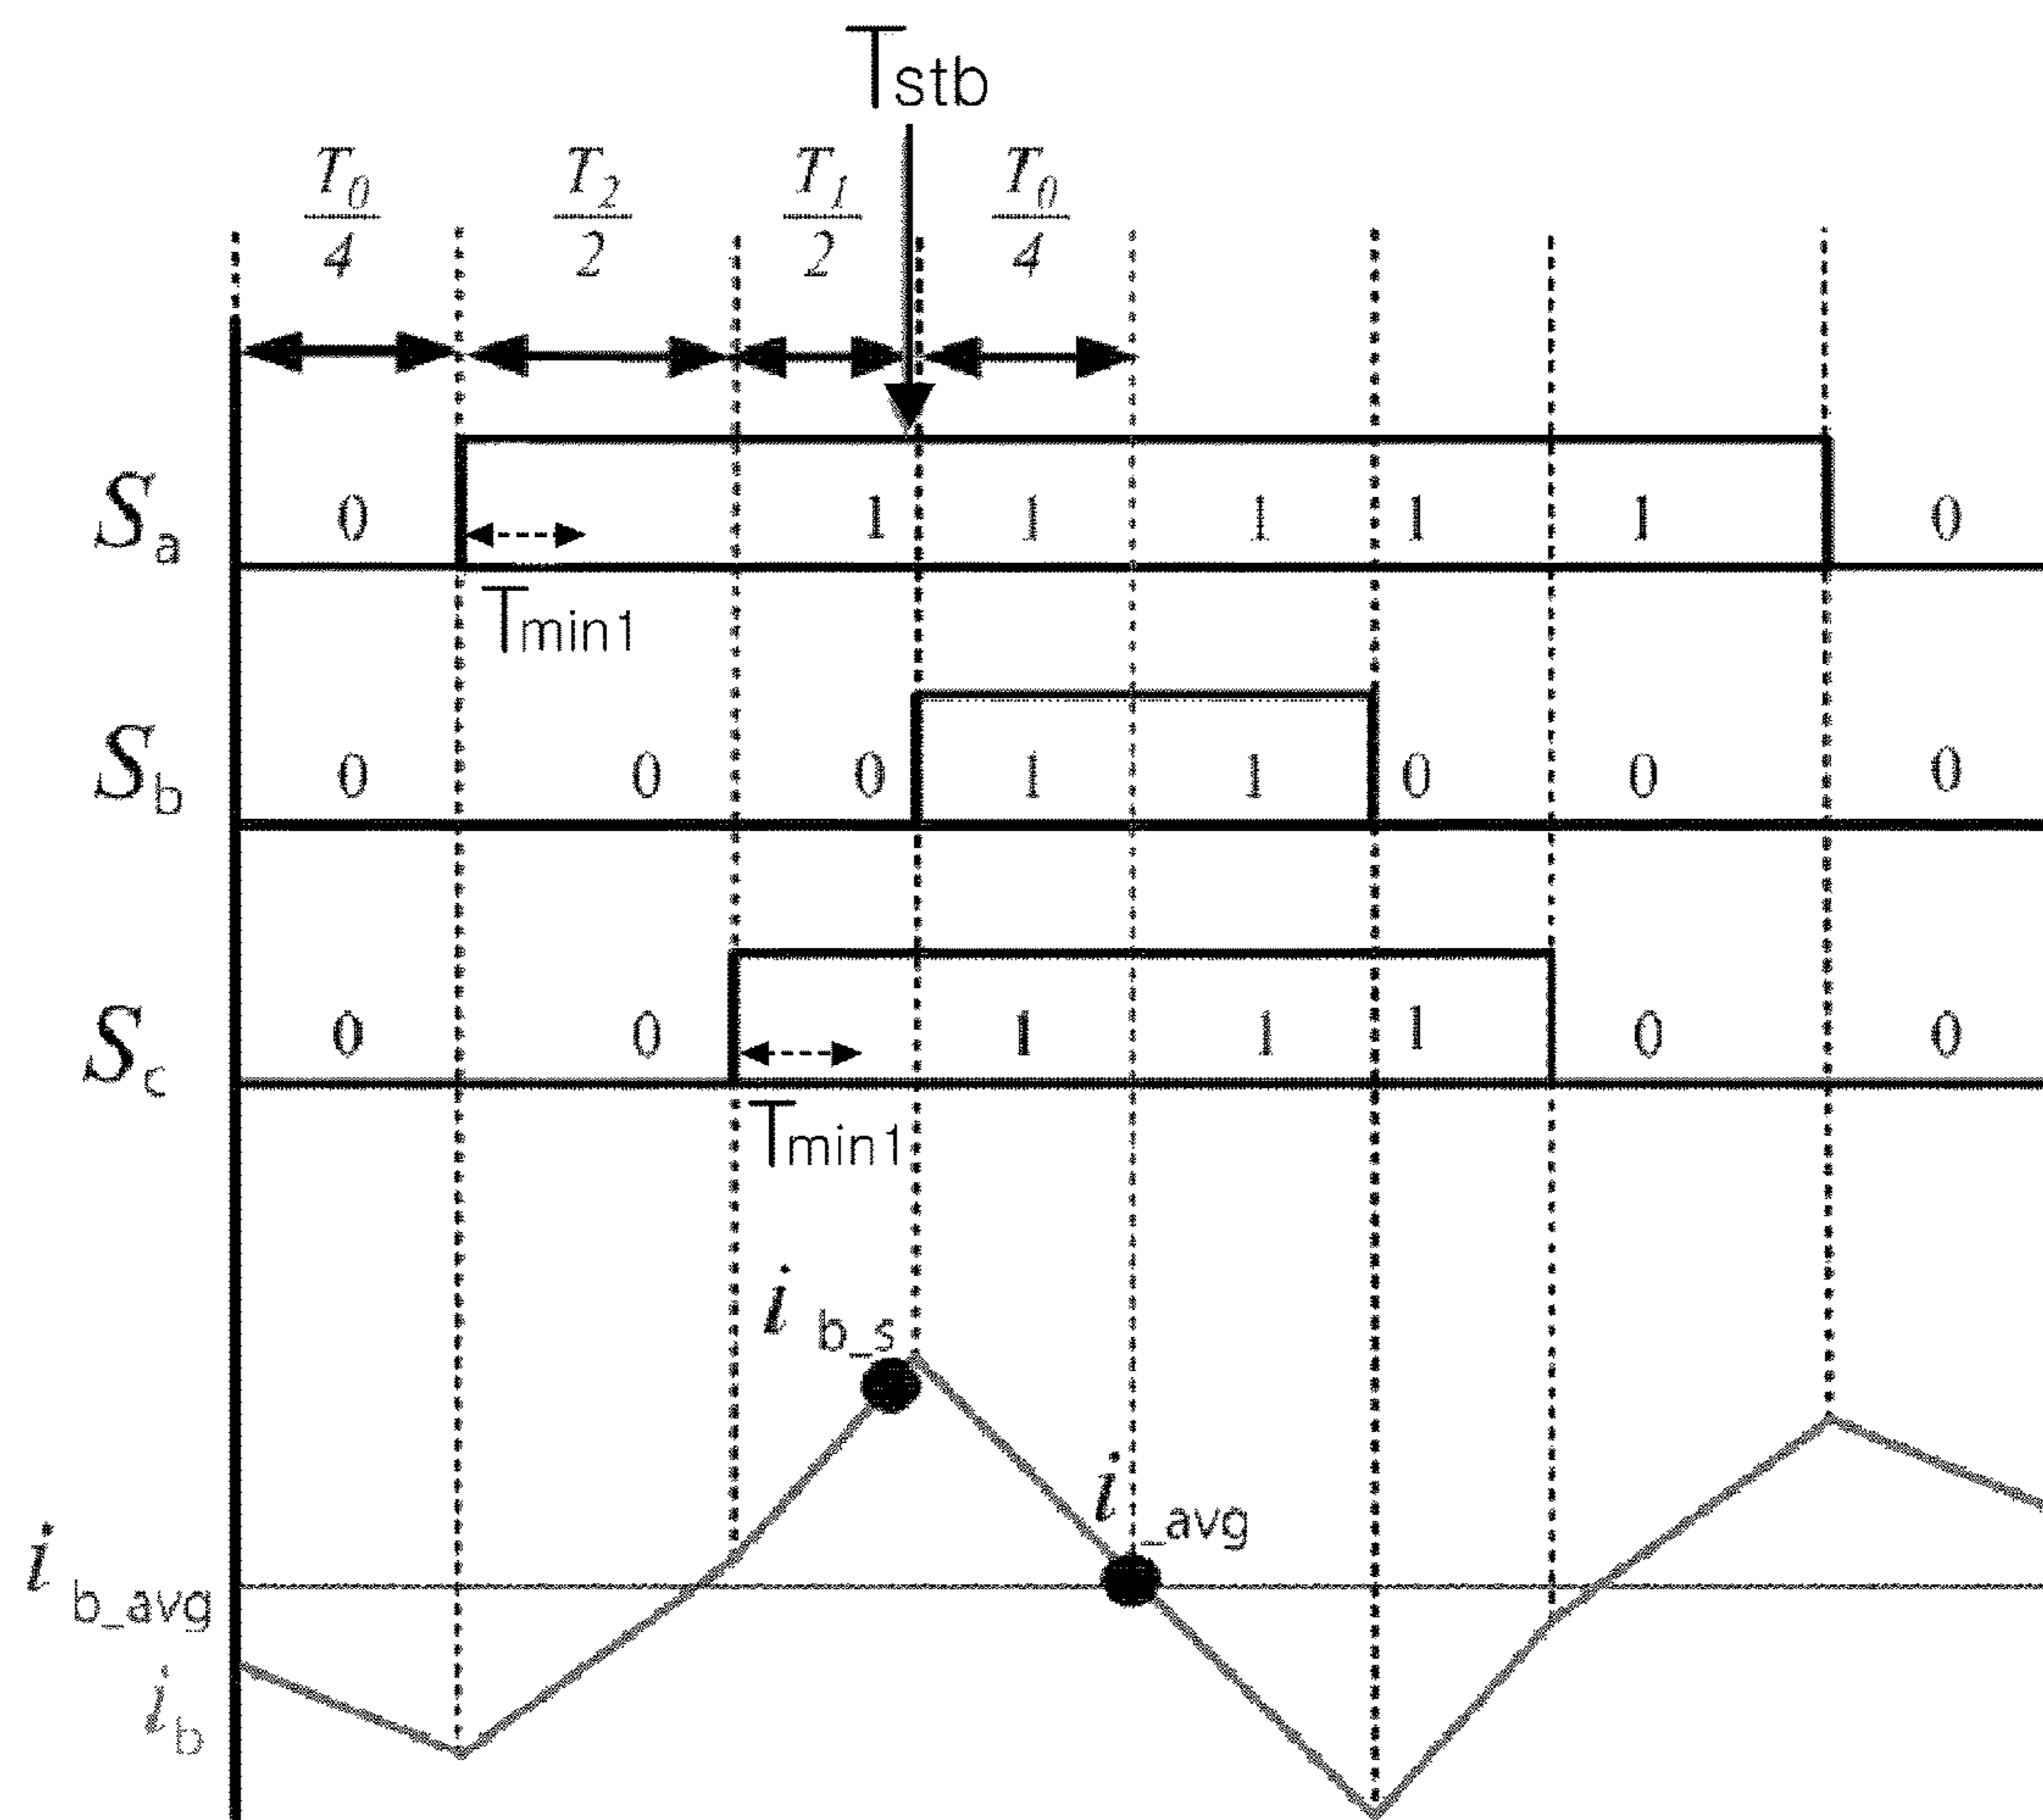 Tstb
T0/4 T2/2 T1/2 T0/4
Sa 0 1 1 1 1 1 0
Tmin1
Sb 0 0 0 1 1 0 0 0
Sc 0 0 1 1 1 0 0
Tmin1
i b_s
i _avg
i b_avg
ib